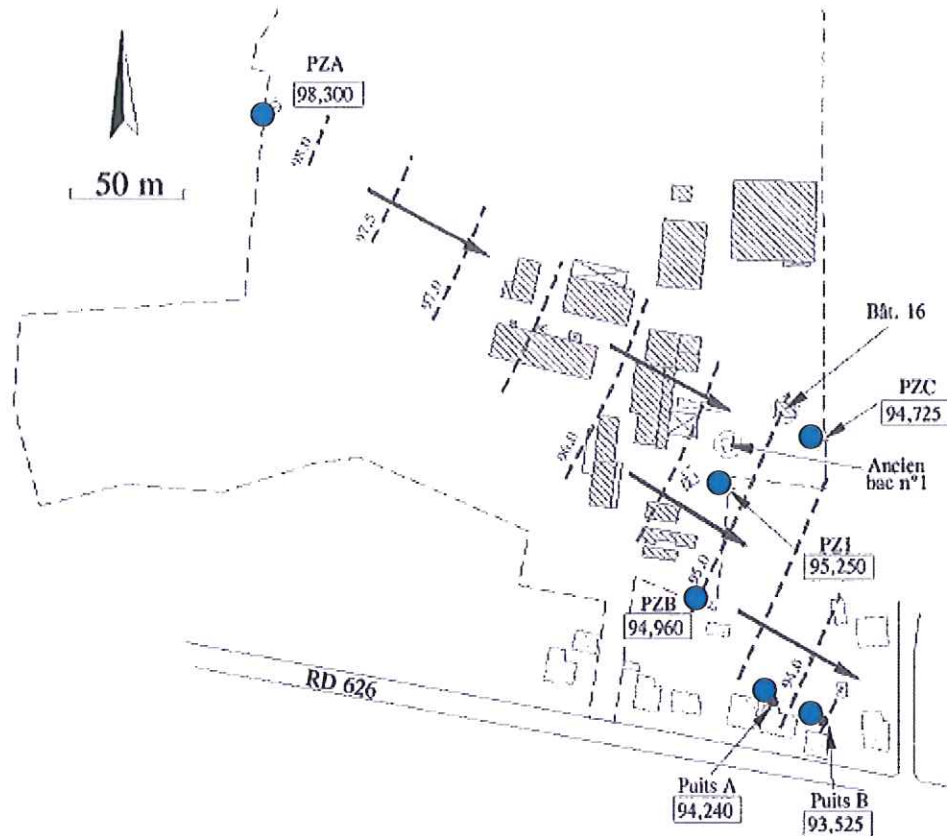 PZA
98,300
98.0
50 m
97.5
97.0
Bât. 16
PZC
94,725
96.0
Ancien
bac n°1
PZ1
95,250
95.0
PZB
94,960
RD 626
94.0
Puits A
94,240
Puits B
93,525